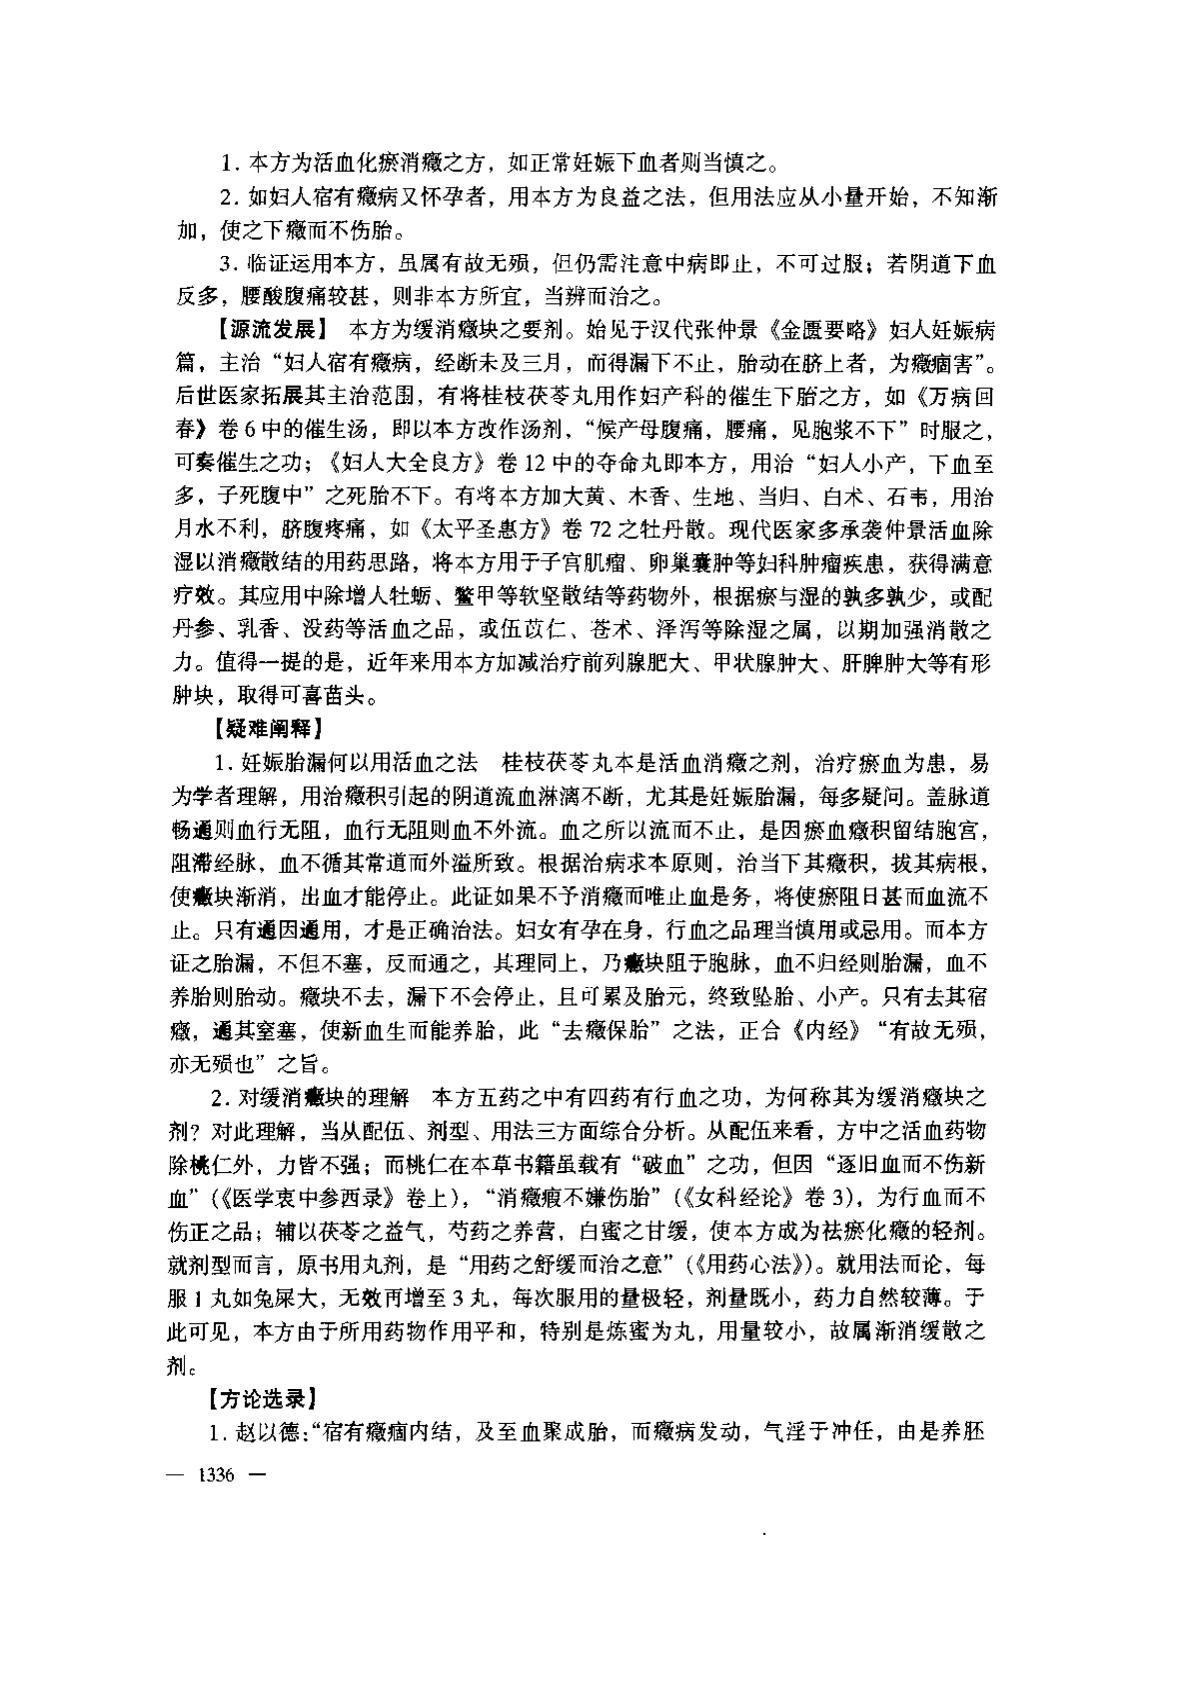 1. 本方为活血化瘀消癥之方，如正常妊娠下血者则当慎之。
2. 如妇人宿有癥病又怀孕者，用本方为良益之法，但用法应从小量开始，不知渐
加，使之下癥而不伤胎。
3. 临证运用本方，虽属有故无殒，但仍需注意中病即止，不可过服；若阴道下血
反多，腰酸腹痛较甚，则非本方所宜，当辨而治之。
【源流发展】 本方为缓消癥块之要剂。始见于汉代张仲景《金匮要略》妇人妊娠病
篇，主治“妇人宿有癥病，经断未及三月，而得漏下不止，胎动在脐上者，为癥痼害”。
后世医家拓展其主治范围，有将桂枝茯苓丸用作妇产科的催生下胎之方，如《万病回
春》卷6中的催生汤，即以本方改作汤剂，“候产母腹痛，腰痛，见胞浆不下”时服之，
可奏催生之功；《妇人大全良方》卷12中的夺命丸即本方，用治“妇人小产，下血至
多，子死腹中”之死胎不下。有将本方加大黄、木香、生地、当归、白术、石韦，用治
月水不利，脐腹疼痛，如《太平圣惠方》卷72之牡丹散。现代医家多承袭仲景活血除
湿以消癥散结的用药思路，将本方用于子宫肌瘤、卵巢囊肿等妇科肿瘤疾患，获得满意
疗效。其应用中除增人牡蛎、鳖甲等软坚散结等药物外，根据瘀与湿的孰多孰少，或配
丹参、乳香、没药等活血之品，或伍苡仁、苍术、泽泻等除湿之属，以期加强消散之
力。值得一提的是，近年来用本方加减治疗前列腺肥大、甲状腺肿大、肝脾肿大等有形
肿块，取得可喜苗头。
【疑难阐释】
1. 妊娠胎漏何以用活血之法 桂枝茯苓丸本是活血消癥之剂，治疗瘀血为患，易
为学者理解，用治癥积引起的阴道流血淋漓不断，尤其是妊娠胎漏，每多疑问。盖脉道
畅通则血行无阻，血行无阻则血不外流。血之所以流而不止，是因瘀血癥积留结胞宫，
阻滞经脉，血不循其常道而外溢所致。根据治病求本原则，治当下其癥积，拔其病根，
使癥块渐消，出血才能停止。此证如果不予消癥而唯止血是务，将使瘀阻日甚而血流不
止。只有通因通用，才是正确治法。妇女有孕在身，行血之品理当慎用或忌用。而本方
证之胎漏，不但不塞，反而通之，其理同上，乃癥块阻于胞脉，血不归经则胎漏，血不
养胎则胎动。癥块不去，漏下不会停止，且可累及胎元，终致坠胎、小产。只有去其宿
癥，通其窒塞，使新血生而能养胎，此“去癥保胎”之法，正合《内经》“有故无殒，
亦无殒也”之旨。
2. 对缓消癥块的理解 本方五药之中有四药有行血之功，为何称其为缓消癥块之
剂？对此理解，当从配伍、剂型、用法三方面综合分析。从配伍来看，方中之活血药物
除桃仁外，力皆不强；而桃仁在本草书籍虽载有“破血”之功，但因“逐旧血而不伤新
血”（《医学衷中参西录》卷上），“消癥瘕不嫌伤胎”（《女科经论》卷3），为行血而不
伤正之品；辅以茯苓之益气，芍药之养营，白蜜之甘缓，使本方成为祛瘀化癥的轻剂。
就剂型而言，原书用丸剂，是“用药之舒缓而治之意”（《用药心法》）。就用法而论，每
服1丸如兔屎大，无效再增至3丸，每次服用的量极轻，剂量既小，药力自然较薄。于
此可见，本方由于所用药物作用平和，特别是炼蜜为丸，用量较小，故属渐消缓散之
剂。
【方论选录】
1. 赵以德：“宿有癥痼内结，及至血聚成胎，而癥病发动，气淫于冲任，由是养胚
— 1336 —